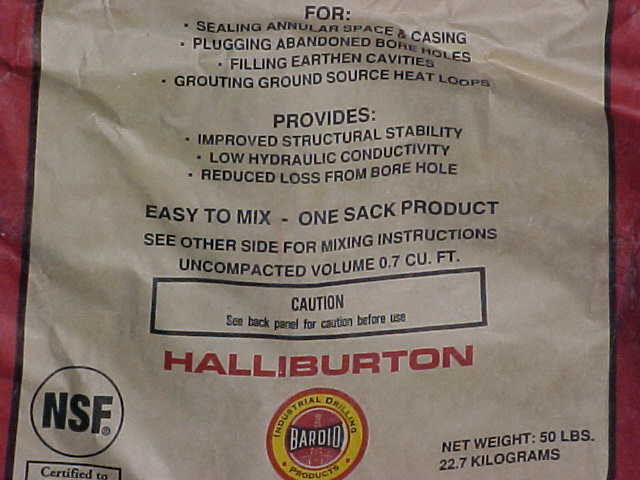 FOR:
• SEALING ANNULAR SPACE & CASING
• PLUGGING ABANDONED BORE HOLES
• FILLING EARTHEN CAVITIES
• GROUTING GROUND SOURCE HEAT LOOPS
PROVIDES:
• IMPROVED STRUCTURAL STABILITY
• LOW HYDRAULIC CONDUCTIVITY
• REDUCED LOSS FROM BORE HOLE
EASY TO MIX - ONE SACK PRODUCT
SEE OTHER SIDE FOR MIXING INSTRUCTIONS
UNCOMPACTED VOLUME 0.7 CU. FT.
CAUTION
See back panel for caution before use
HALLIBURTON
NSF®
Certified to
INDUSTRIAL DRILLING
BAROID
• PRODUCTS •
NET WEIGHT: 50 LBS.
22.7 KILOGRAMS